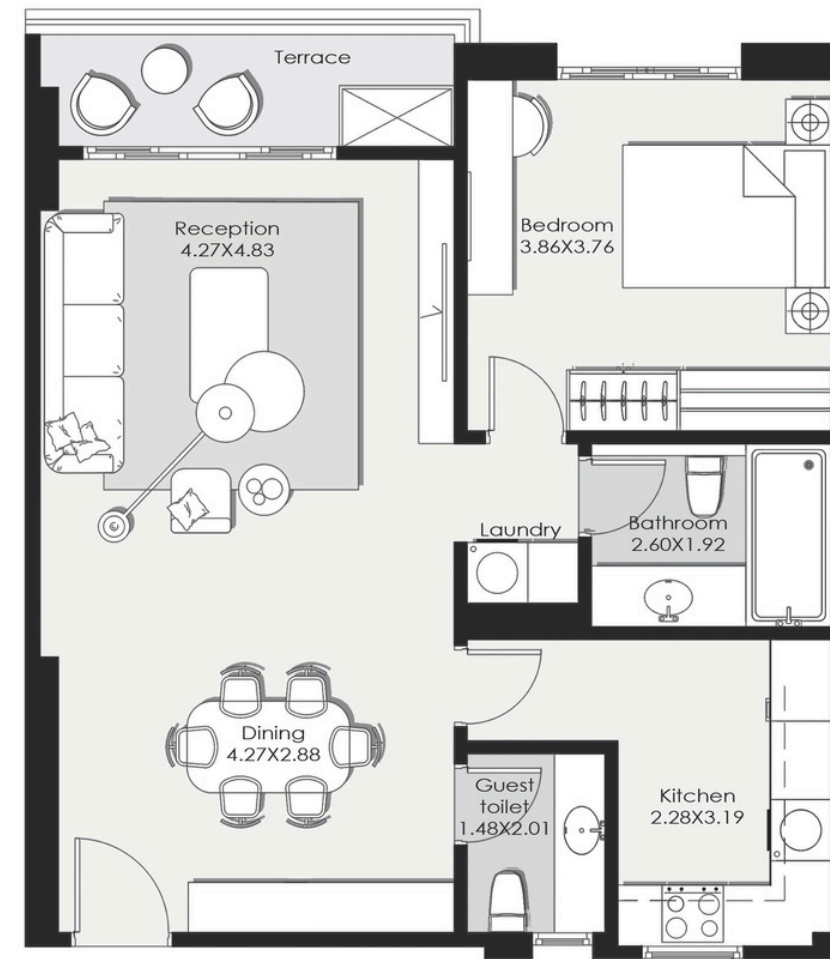 Terrace
Reception
4.27X4.83
Bedroom
3.86X3.76
Laundry
Bathroom
2.60X1.92
Dining
4.27X2.88
Guest
toilet
1.48X2.01
Kitchen
2.28X3.19